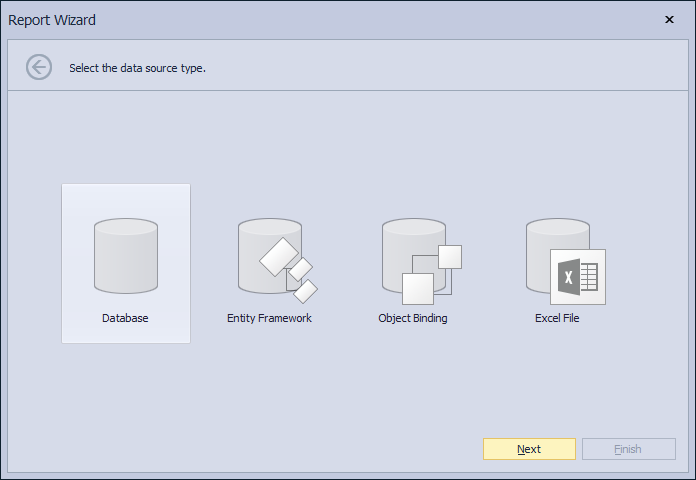 Report Wizard
Select the data source type.
Database
Entity Framework
Object Binding
X
Excel File
Next
Finish